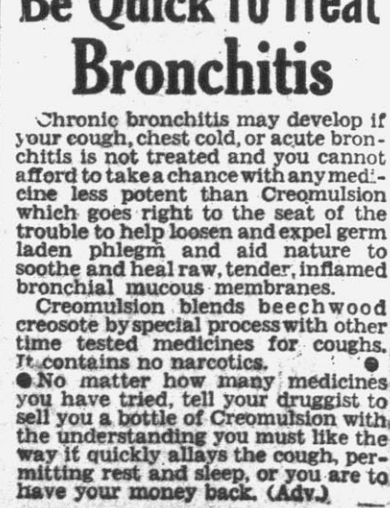 Be Quick To Treat
Bronchitis
Chronic bronchitis may develop if
your cough, chest cold, or acute bron-
chitis is not treated and you cannot
afford to take a chance with any medi-
cine less potent than Creomulsion
which goes right to the seat of the
trouble to help loosen and expel germ
laden phlegm and aid nature to
soothe and heal raw, tender, inflamed
bronchial mucous membranes.
Creomulsion blends beechwood
creosote by special process with other
time tested medicines for coughs.
It contains no narcotics.
No matter how many medicines
you have tried, tell your druggist to
sell you a bottle of Creomulsion with
the understanding you must like the
way it quickly allays the cough, per-
mitting rest and sleep, or you are to
have your money back. (Adv.)